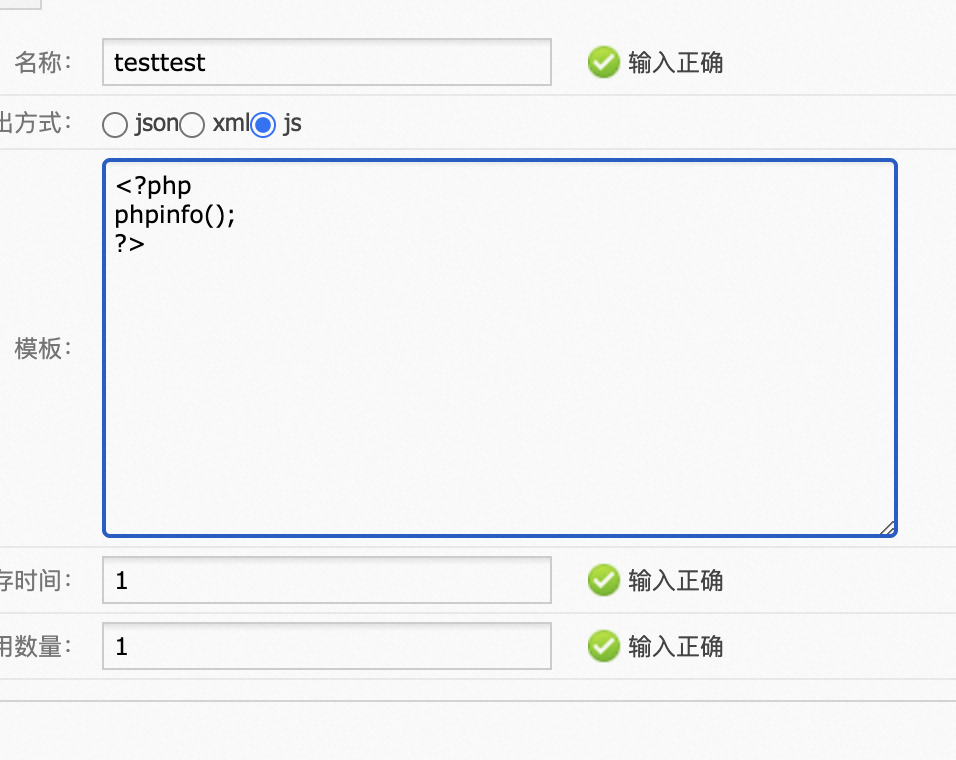 名称： testtest 输入正确
出方式： json xml js
模板：
<?php
phpinfo();
?>
存时间： 1 输入正确
用数量： 1 输入正确